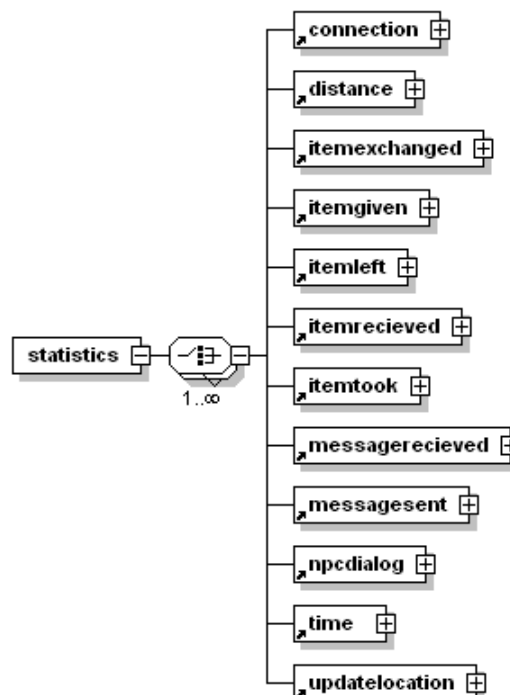 connection
distance
itemexchanged
itemgiven
itemleft
itemrecieved
statistics
1..∞
itemtook
messagerecieved
messagesent
npcdialog
time
updatelocation